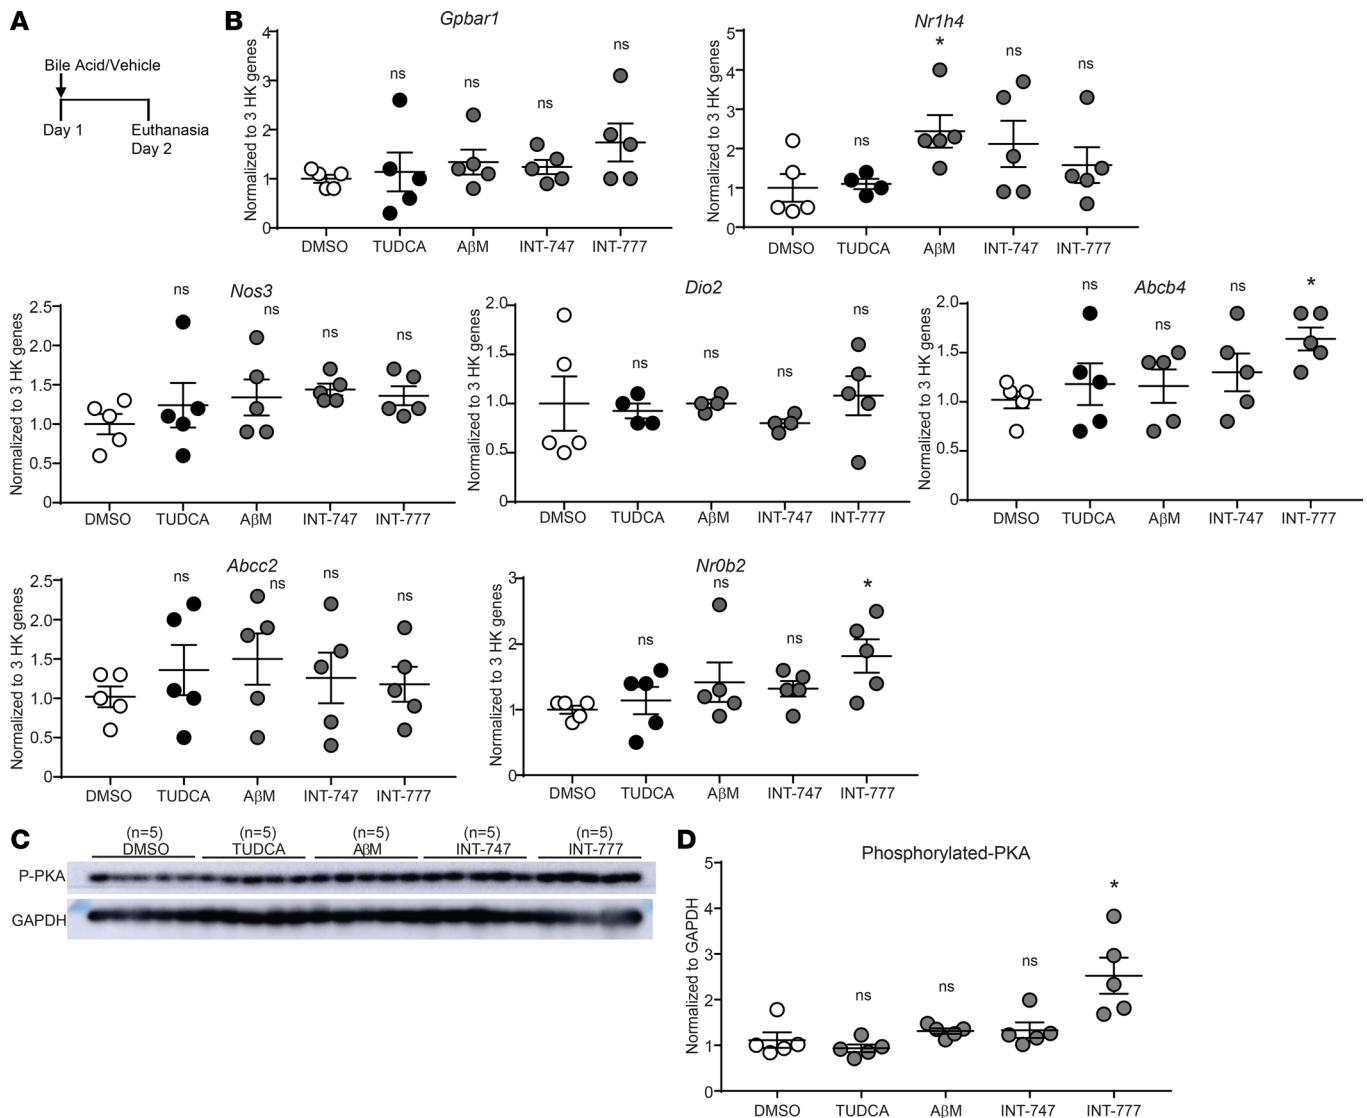 A
Bile Acid/Vehicle
Day 1
Euthanasia
Day 2
B
Gpbar1
Normalized to 3 HK genes
4
3
2
1
0
ns
ns
ns
ns
DMSO TUDCA AβM INT-747 INT-777
Nr1h4
Normalized to 3 HK genes
5
4
3
2
1
0
ns
*
ns
ns
DMSO TUDCA AβM INT-747 INT-777
Nos3
Normalized to 3 HK genes
2.5
2.0
1.5
1.0
0.5
0
ns
ns
ns
ns
DMSO TUDCA AβM INT-747 INT-777
Dio2
Normalized to 3 HK genes
2.0
1.5
1.0
0.5
0
ns
ns
ns
ns
DMSO TUDCA AβM INT-747 INT-777
Abcb4
Normalized to 3 HK genes
2.0
1.5
1.0
0.5
0
ns
ns
ns
*
DMSO TUDCA AβM INT-747 INT-777
Abcc2
Normalized to 3 HK genes
2.5
2.0
1.5
1.0
0.5
0
ns
ns
ns
ns
DMSO TUDCA AβM INT-747 INT-777
Nr0b2
Normalized to 3 HK genes
3
2
1
0
ns
ns
ns
*
DMSO TUDCA AβM INT-747 INT-777
C
(n=5) (n=5) (n=5) (n=5) (n=5)
DMSO TUDCA AβM INT-747 INT-777
P-PKA
GAPDH
D
Phosphorylated-PKA
Normalized to GAPDH
5
4
3
2
1
0
ns
ns
ns
*
DMSO TUDCA AβM INT-747 INT-777